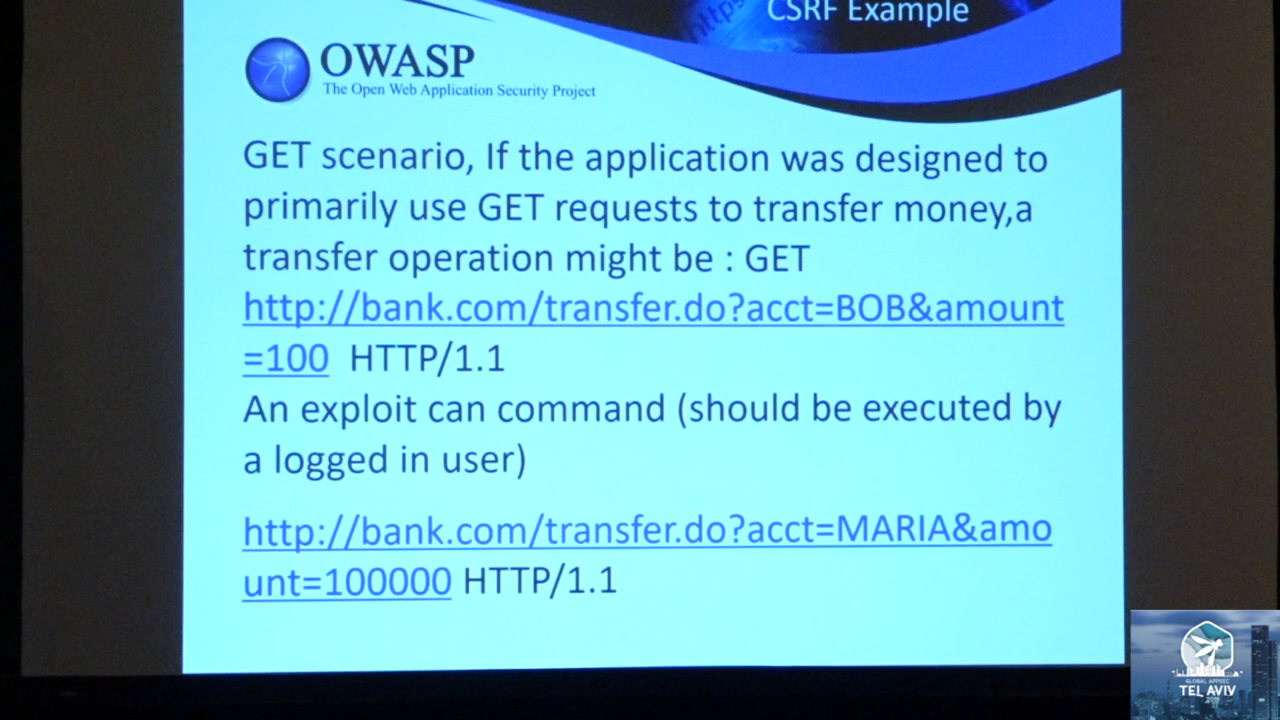 https
CSRF Example
OWASP
The Open Web Application Security Project
GET scenario, If the application was designed to
primarily use GET requests to transfer money,a
transfer operation might be : GET
http://bank.com/transfer.do?acct=BOB&amount
=100 HTTP/1.1
An exploit can command (should be executed by
a logged in user)
http://bank.com/transfer.do?acct=MARIA&amo
unt=100000 HTTP/1.1
GLOBAL APPSEC
TEL AVIV